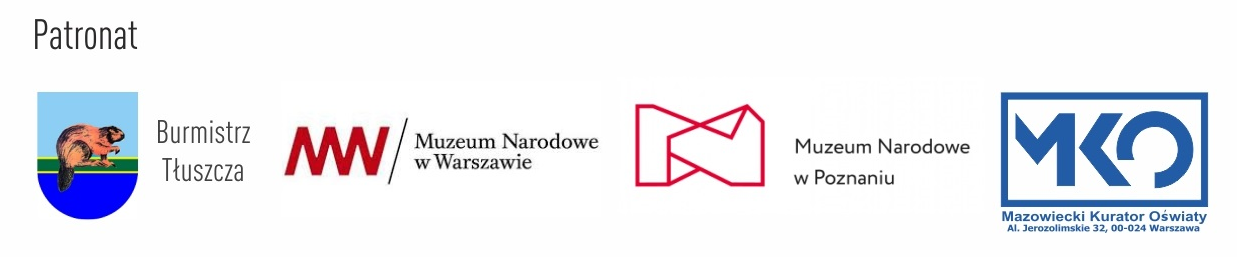 Patronat
Burmistrz
Tłuszcza
MNW
Muzeum Narodowe
w Warszawie
Muzeum Narodowe
w Poznaniu
MKO
Mazowiecki Kurator Oświaty
Al. Jerozolimskie 32, 00-024 Warszawa